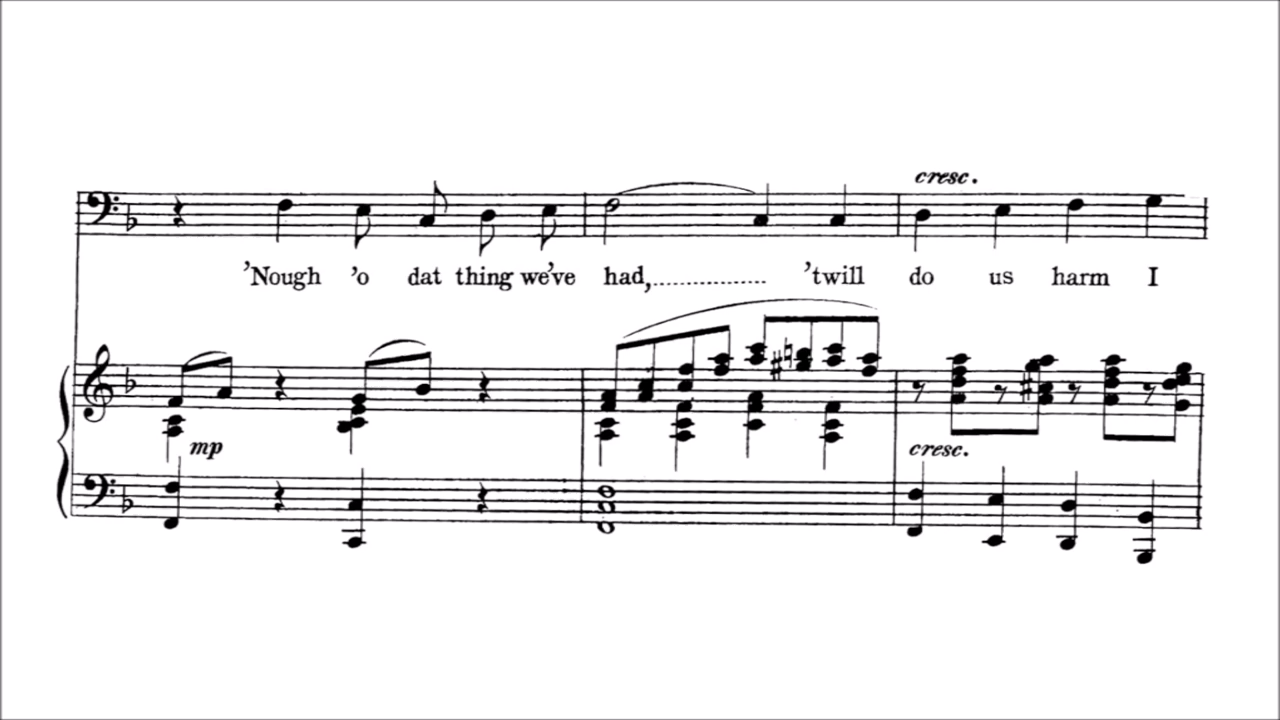 cresc.
’Nough ’o dat thing we’ve had,................ ’twill do us harm I
mp
cresc.